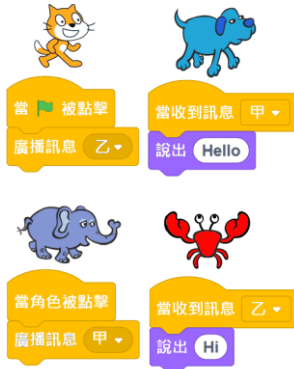 當 被點擊
廣播訊息 乙
當收到訊息 甲
說出 Hello
當角色被點擊
廣播訊息 甲
當收到訊息 乙
說出 Hi